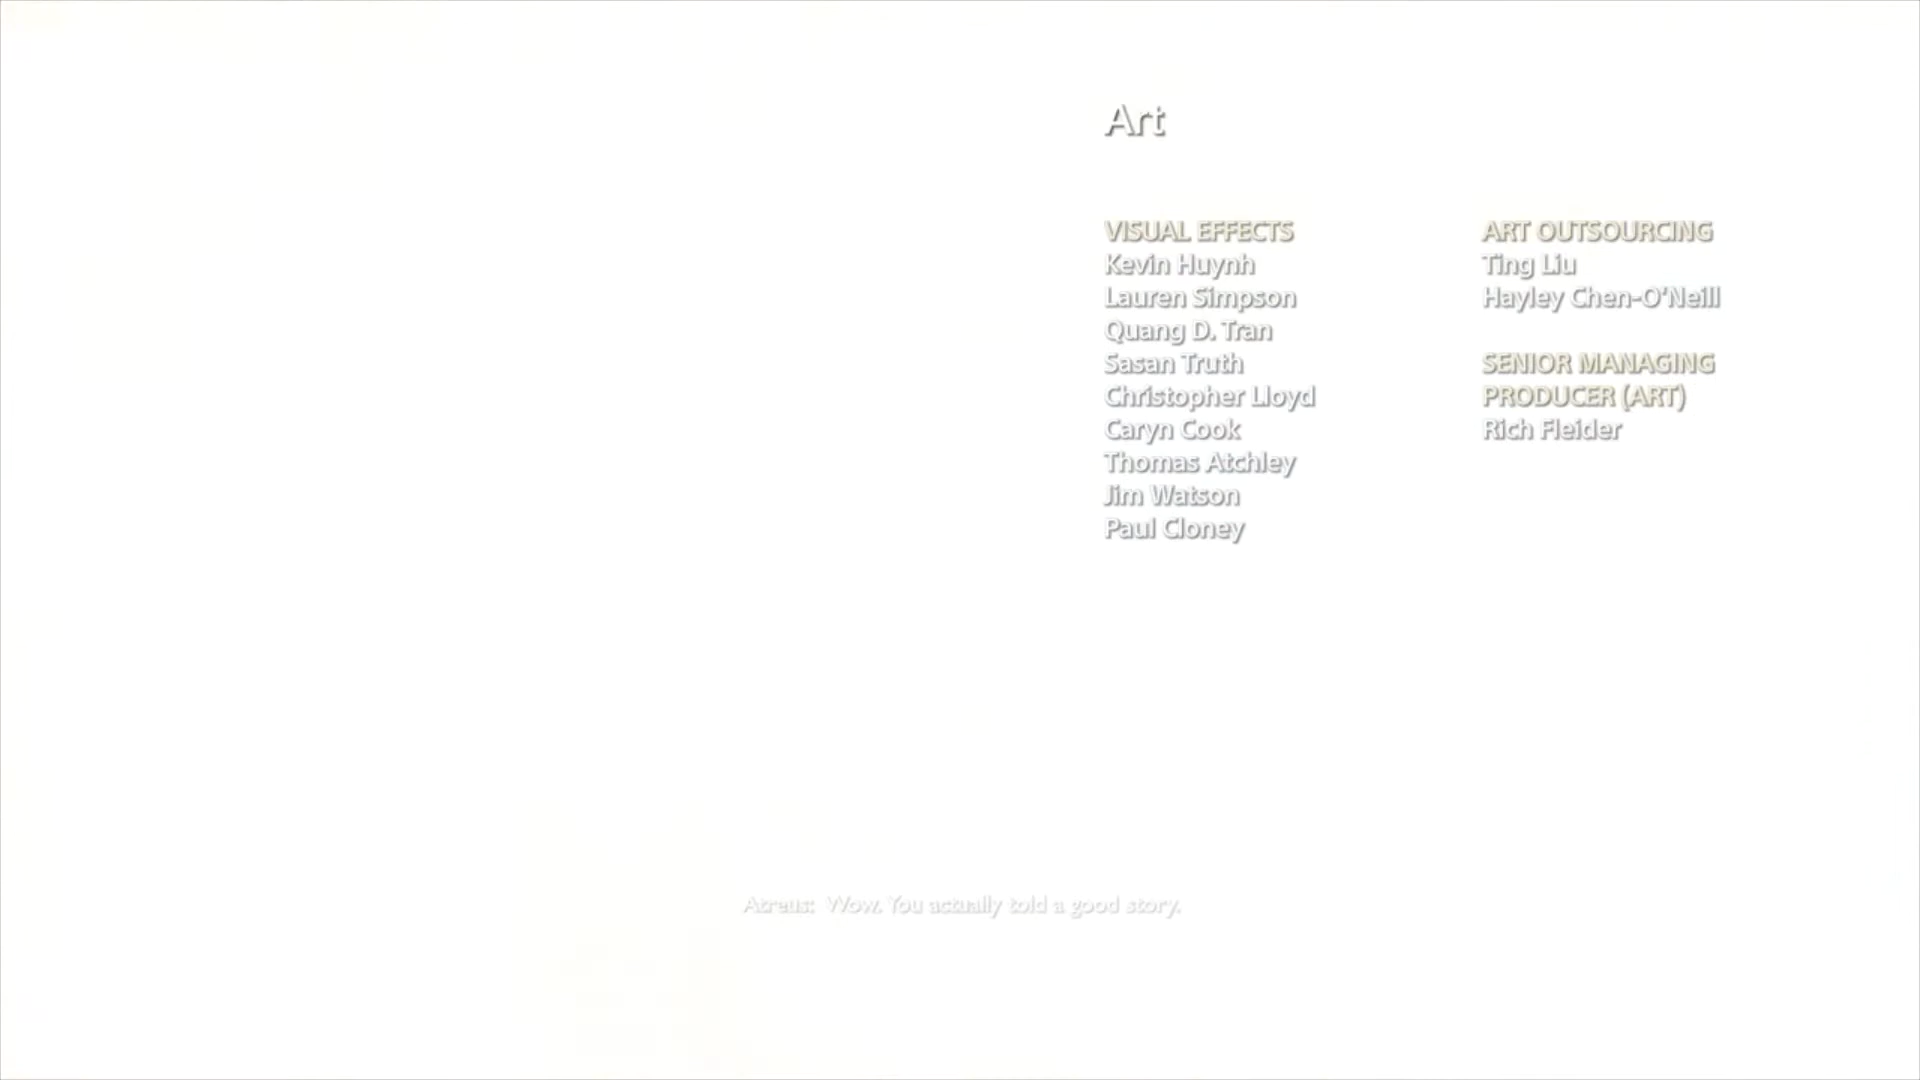 Art
VISUAL EFFECTS
Kevin Huynh
Lauren Simpson
Quang D. Tran
Sasan Truth
Christopher Lloyd
Caryn Cook
Thomas Atchley
Jim Watson
Paul Cloney
ART OUTSOURCING
Ting Liu
Hayley Chen-O'Neill
SENIOR MANAGING
PRODUCER (ART)
Rich Fleider
Atreus: Wow. You actually told a good story.